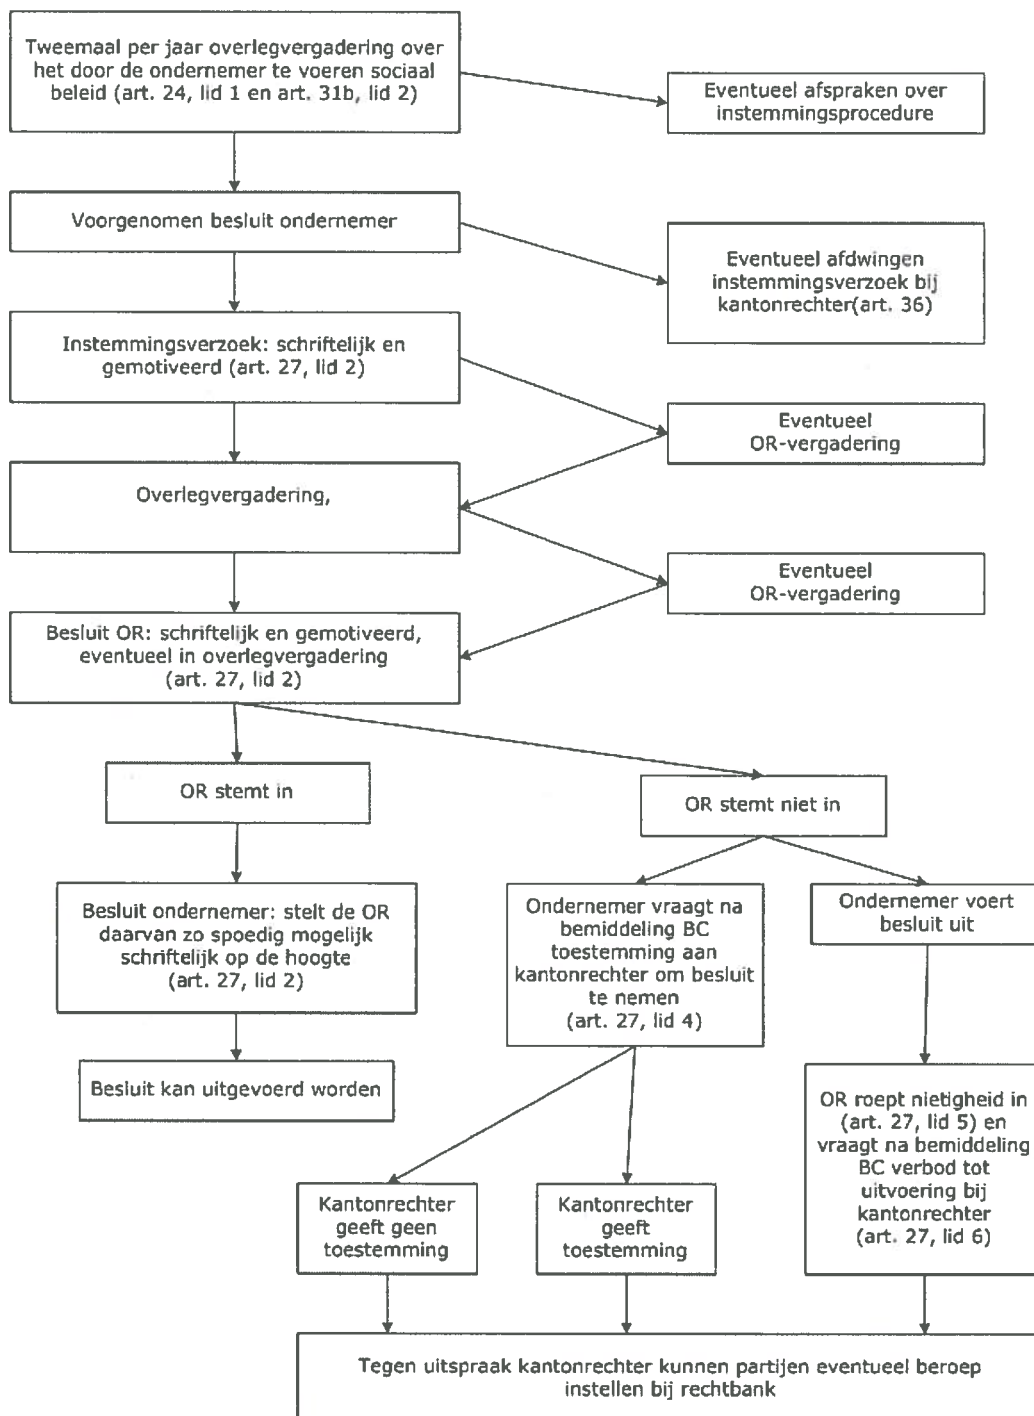 Tweemaal per jaar overlegvergadering over
het door de ondernemer te voeren sociaal
beleid (art. 24, lid 1 en art. 31b, lid 2)
Eventueel afspraken over
instemmingsprocedure
Voorgenomen besluit ondernemer
Eventueel afdwingen
instemmingsverzoek bij
kantonrechter(art. 36)
Instemmingsverzoek: schriftelijk en
gemotiveerd (art. 27, lid 2)
Eventueel
OR-vergadering
Overlegvergadering,
Eventueel
OR-vergadering
Besluit OR: schriftelijk en gemotiveerd,
eventueel in overlegvergadering
(art. 27, lid 2)
OR stemt in
OR stemt niet in
Besluit ondernemer: stelt de OR
daarvan zo spoedig mogelijk
schriftelijk op de hoogte
(art. 27, lid 2)
Ondernemer vraagt na
bemiddeling BC
toestemming aan
kantonrechter om besluit
te nemen
(art. 27, lid 4)
Ondernemer voert
besluit uit
Besluit kan uitgevoerd worden
OR roept nietigheid in
(art. 27, lid 5) en
vraagt na bemiddeling
BC verbod tot
uitvoering bij
kantonrechter
(art. 27, lid 6)
Kantonrechter
geeft geen
toestemming
Kantonrechter
geeft
toestemming
Tegen uitspraak kantonrechter kunnen partijen eventueel beroep
instellen bij rechtbank